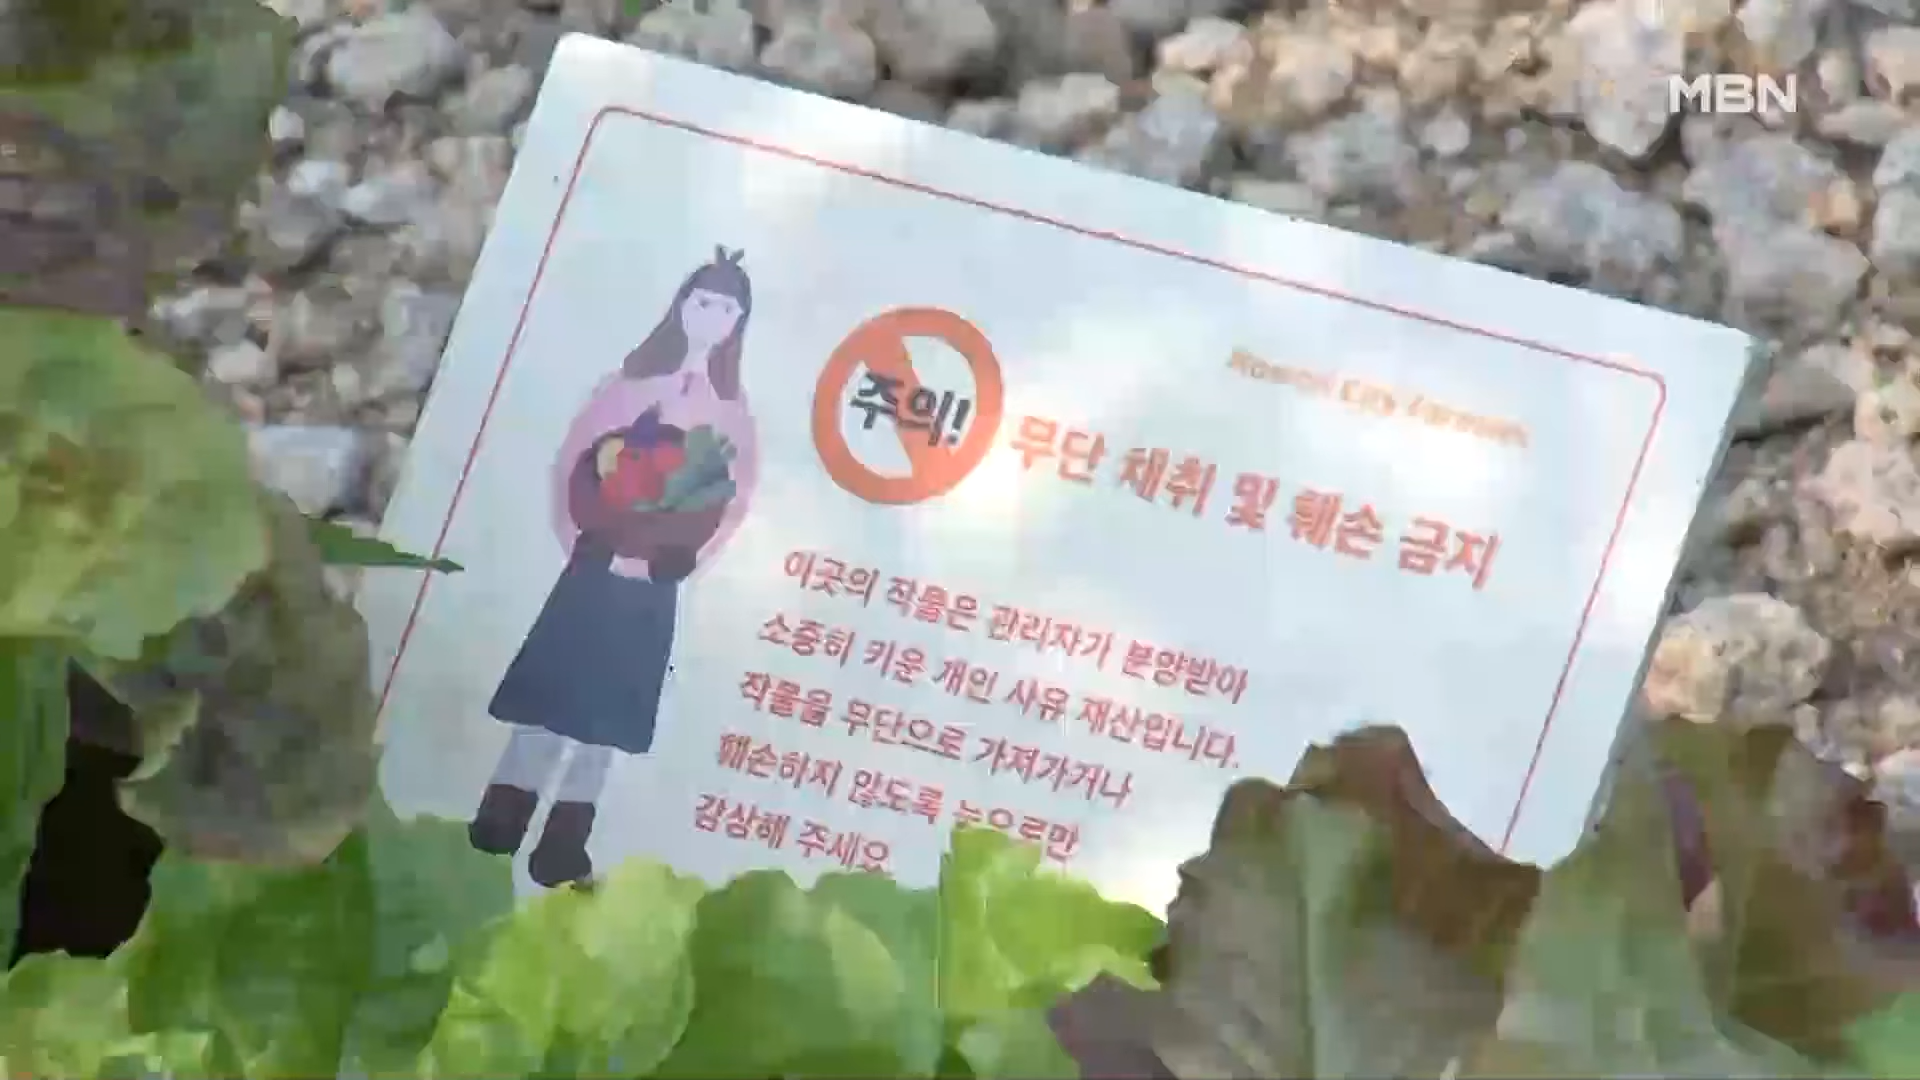 MBN
City
주의!
무단 채취 및 훼손 금지
이곳의 작물은 관리자가 분양받아
소중히 키운 개인 사유 재산입니다.
작물을 무단으로 가져가거나
훼손하지 않도록 눈으로만
감상해 주세요